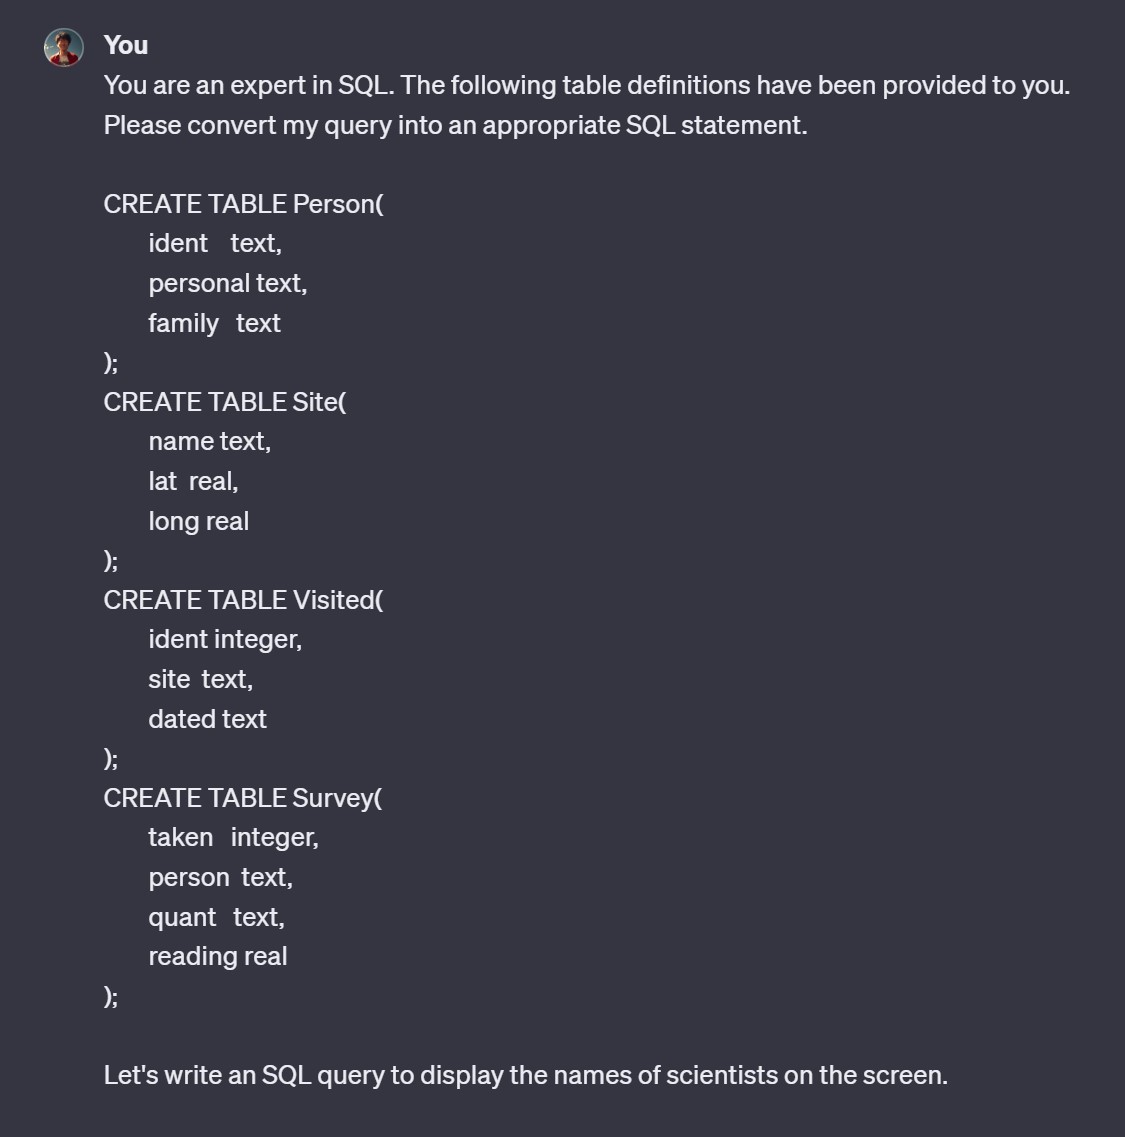 You
You are an expert in SQL. The following table definitions have been provided to you.
Please convert my query into an appropriate SQL statement.
CREATE TABLE Person(
ident text,
personal text,
family text
);
CREATE TABLE Site(
name text,
lat real,
long real
);
CREATE TABLE Visited(
ident integer,
site text,
dated text
);
CREATE TABLE Survey(
taken integer,
person text,
quant text,
reading real
);
Let's write an SQL query to display the names of scientists on the screen.